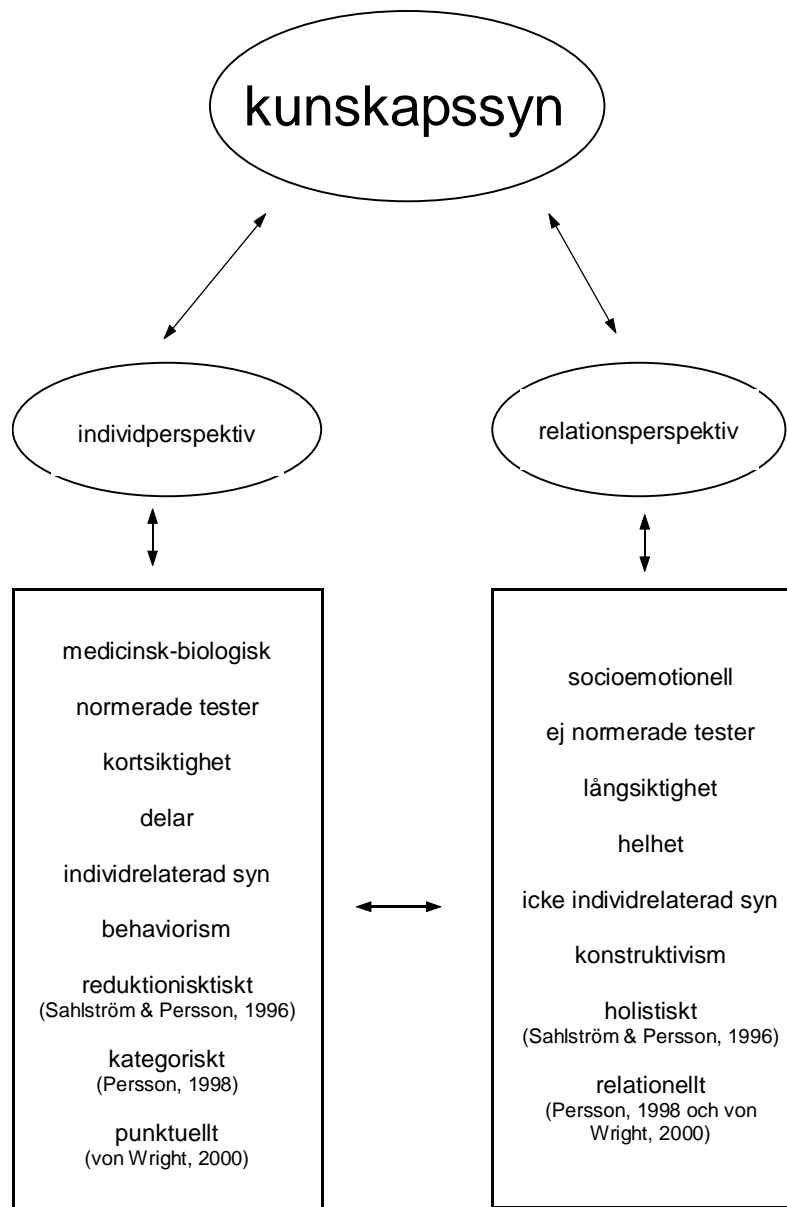 kunskapssyn
individperspektiv
relationsperspektiv
medicinsk-biologisk
normerade tester
kortsiktighet
delar
individrelaterad syn
behaviorism
reduktionisktiskt
(Sahlström & Persson, 1996)
kategoriskt
(Persson, 1998)
punktuellt
(von Wright, 2000)
socioemotionell
ej normerade tester
långsiktighet
helhet
icke individrelaterad syn
konstruktivism
holistiskt
(Sahlström & Persson, 1996)
relationellt
(Persson, 1998 och von
Wright, 2000)